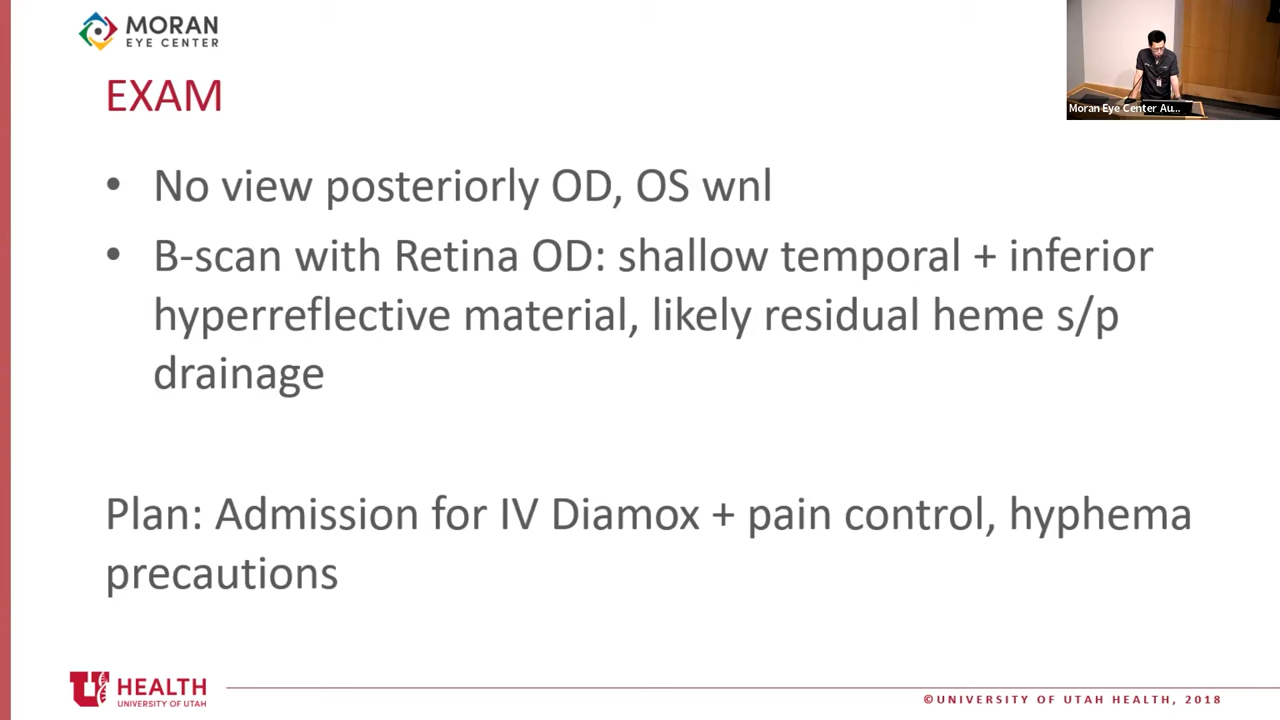 MORAN
EYE CENTER
Moran Eye Center Au...
EXAM
• No view posteriorly OD, OS wnl
• B-scan with Retina OD: shallow temporal + inferior
hyperreflective material, likely residual heme s/p
drainage
Plan: Admission for IV Diamox + pain control, hyphema
precautions
U HEALTH
UNIVERSITY OF UTAH
©UNIVERSITY OF UTAH HEALTH, 2018